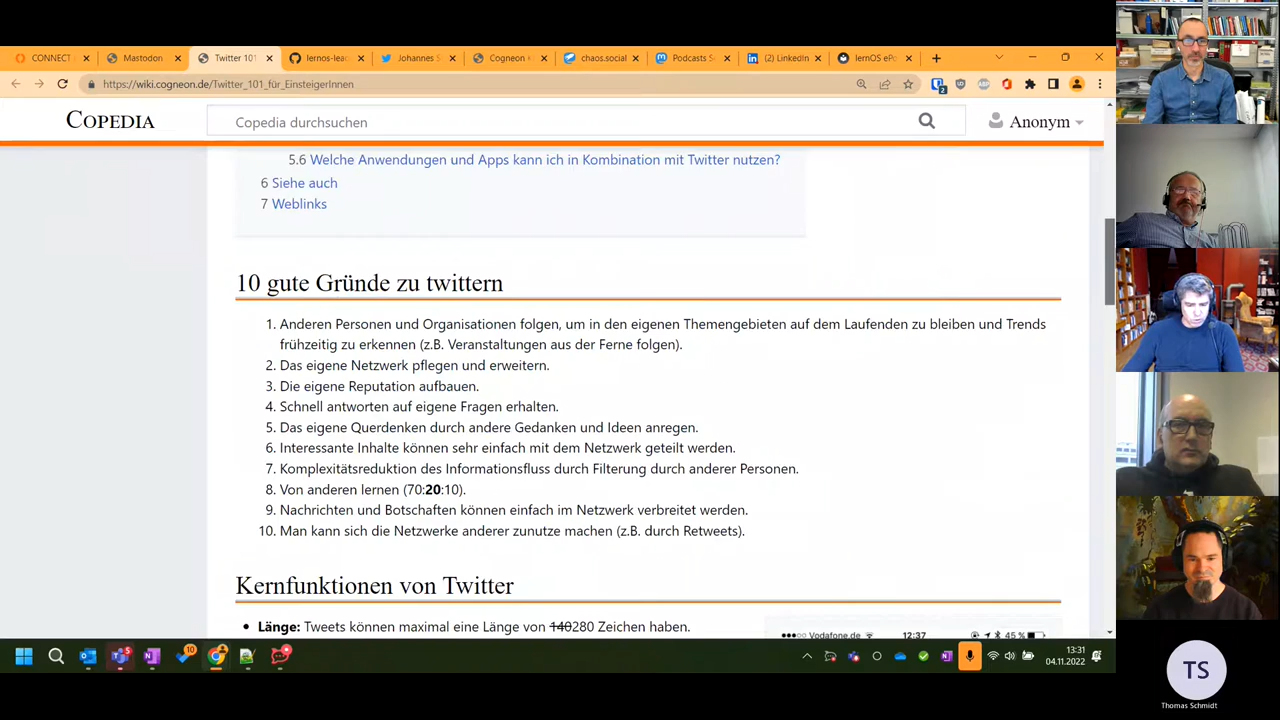 CONNECT
Mastodon
Twitter 101
lernos-lea
Johannes S
Cogneon
chaos.social
Podcasts S
(2) LinkedIn
lernOS ePo
https://wiki.cogneon.de/Twitter_101_für_EinsteigerInnen
2
COPEDIA
Copedia durchsuchen
Anonym
5.6 Welche Anwendungen und Apps kann ich in Kombination mit Twitter nutzen?
6 Siehe auch
7 Weblinks
10 gute Gründe zu twittern
1. Anderen Personen und Organisationen folgen, um in den eigenen Themengebieten auf dem Laufenden zu bleiben und Trends
frühzeitig zu erkennen (z.B. Veranstaltungen aus der Ferne folgen).
2. Das eigene Netzwerk pflegen und erweitern.
3. Die eigene Reputation aufbauen.
4. Schnell antworten auf eigene Fragen erhalten.
5. Das eigene Querdenken durch andere Gedanken und Ideen anregen.
6. Interessante Inhalte können sehr einfach mit dem Netzwerk geteilt werden.
7. Komplexitätsreduktion des Informationsfluss durch Filterung durch anderer Personen.
8. Von anderen lernen (70:20:10).
9. Nachrichten und Botschaften können einfach im Netzwerk verbreitet werden.
10. Man kann sich die Netzwerke anderer zunutze machen (z.B. durch Retweets).
Kernfunktionen von Twitter
• Länge: Tweets können maximal eine Länge von 140280 Zeichen haben.
Vodafone.de 12:37 45 %
10
13:31
04.11.2022
TS
Thomas Schmidt